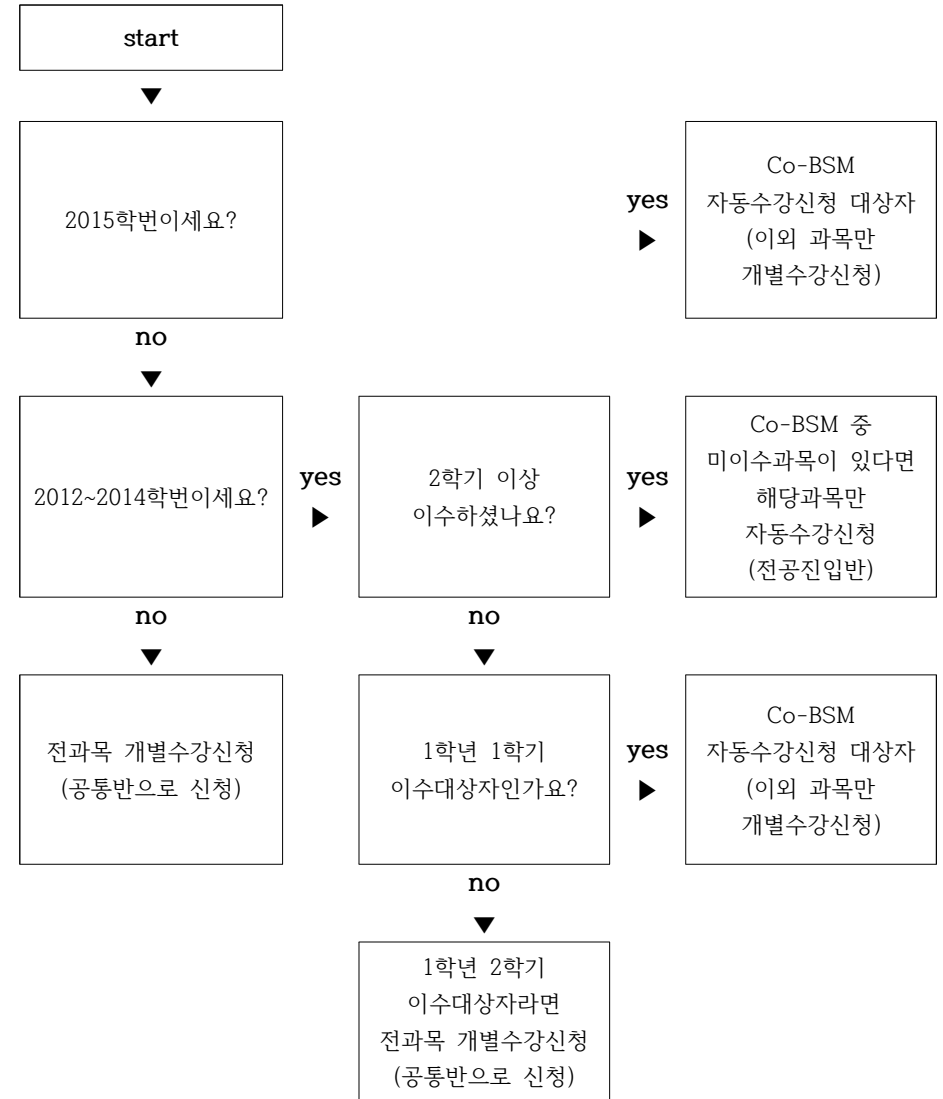 start
▼
2015학번이세요?
yes
▶
Co-BSM
자동수강신청 대상자
(이외 과목만
개별수강신청)
no
▼
2012~2014학번이세요?
yes
▶
2학기 이상
이수하셨나요?
yes
▶
Co-BSM 중
미이수과목이 있다면
해당과목만
자동수강신청
(전공진입반)
no
▼
no
▼
전과목 개별수강신청
(공통반으로 신청)
1학년 1학기
이수대상자인가요?
yes
▶
Co-BSM
자동수강신청 대상자
(이외 과목만
개별수강신청)
no
▼
1학년 2학기
이수대상자라면
전과목 개별수강신청
(공통반으로 신청)